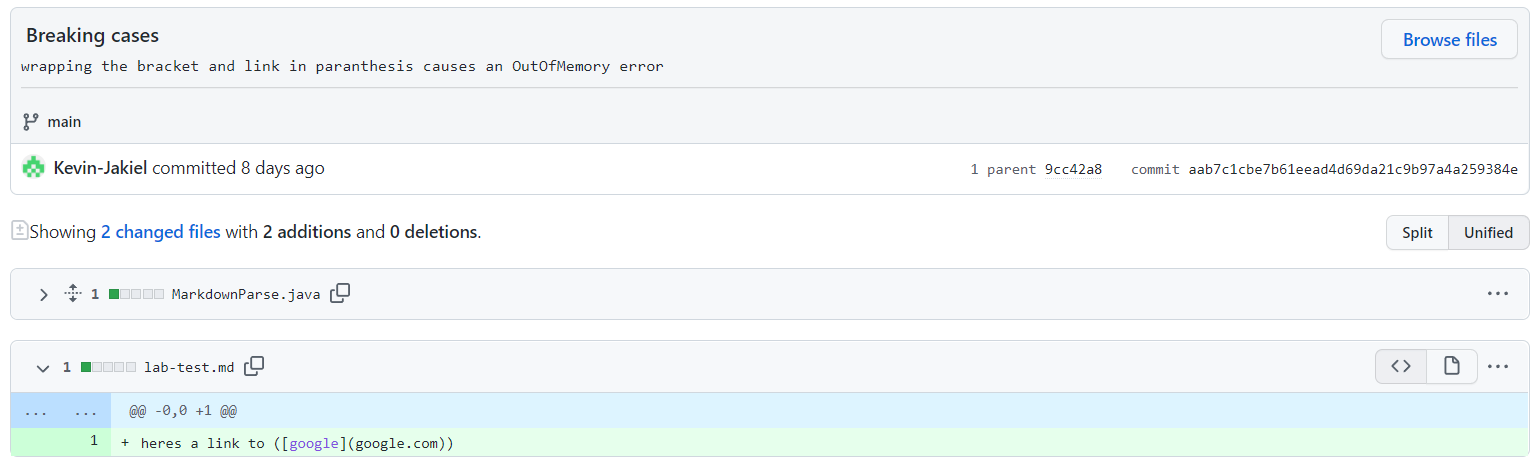 Breaking cases
Browse files
wrapping the bracket and link in paranthesis causes an OutOfMemory error
main
Kevin-Jakiel committed 8 days ago
1 parent 9cc42a8 commit aab7c1cbe7b61eead4d69da21c9b97a4a259384e
Showing 2 changed files with 2 additions and 0 deletions.
Split Unified
1 MarkdownParse.java ...
1 lab-test.md <> ...
... ... @@ -0,0 +1 @@
1 + heres a link to ([google](google.com))